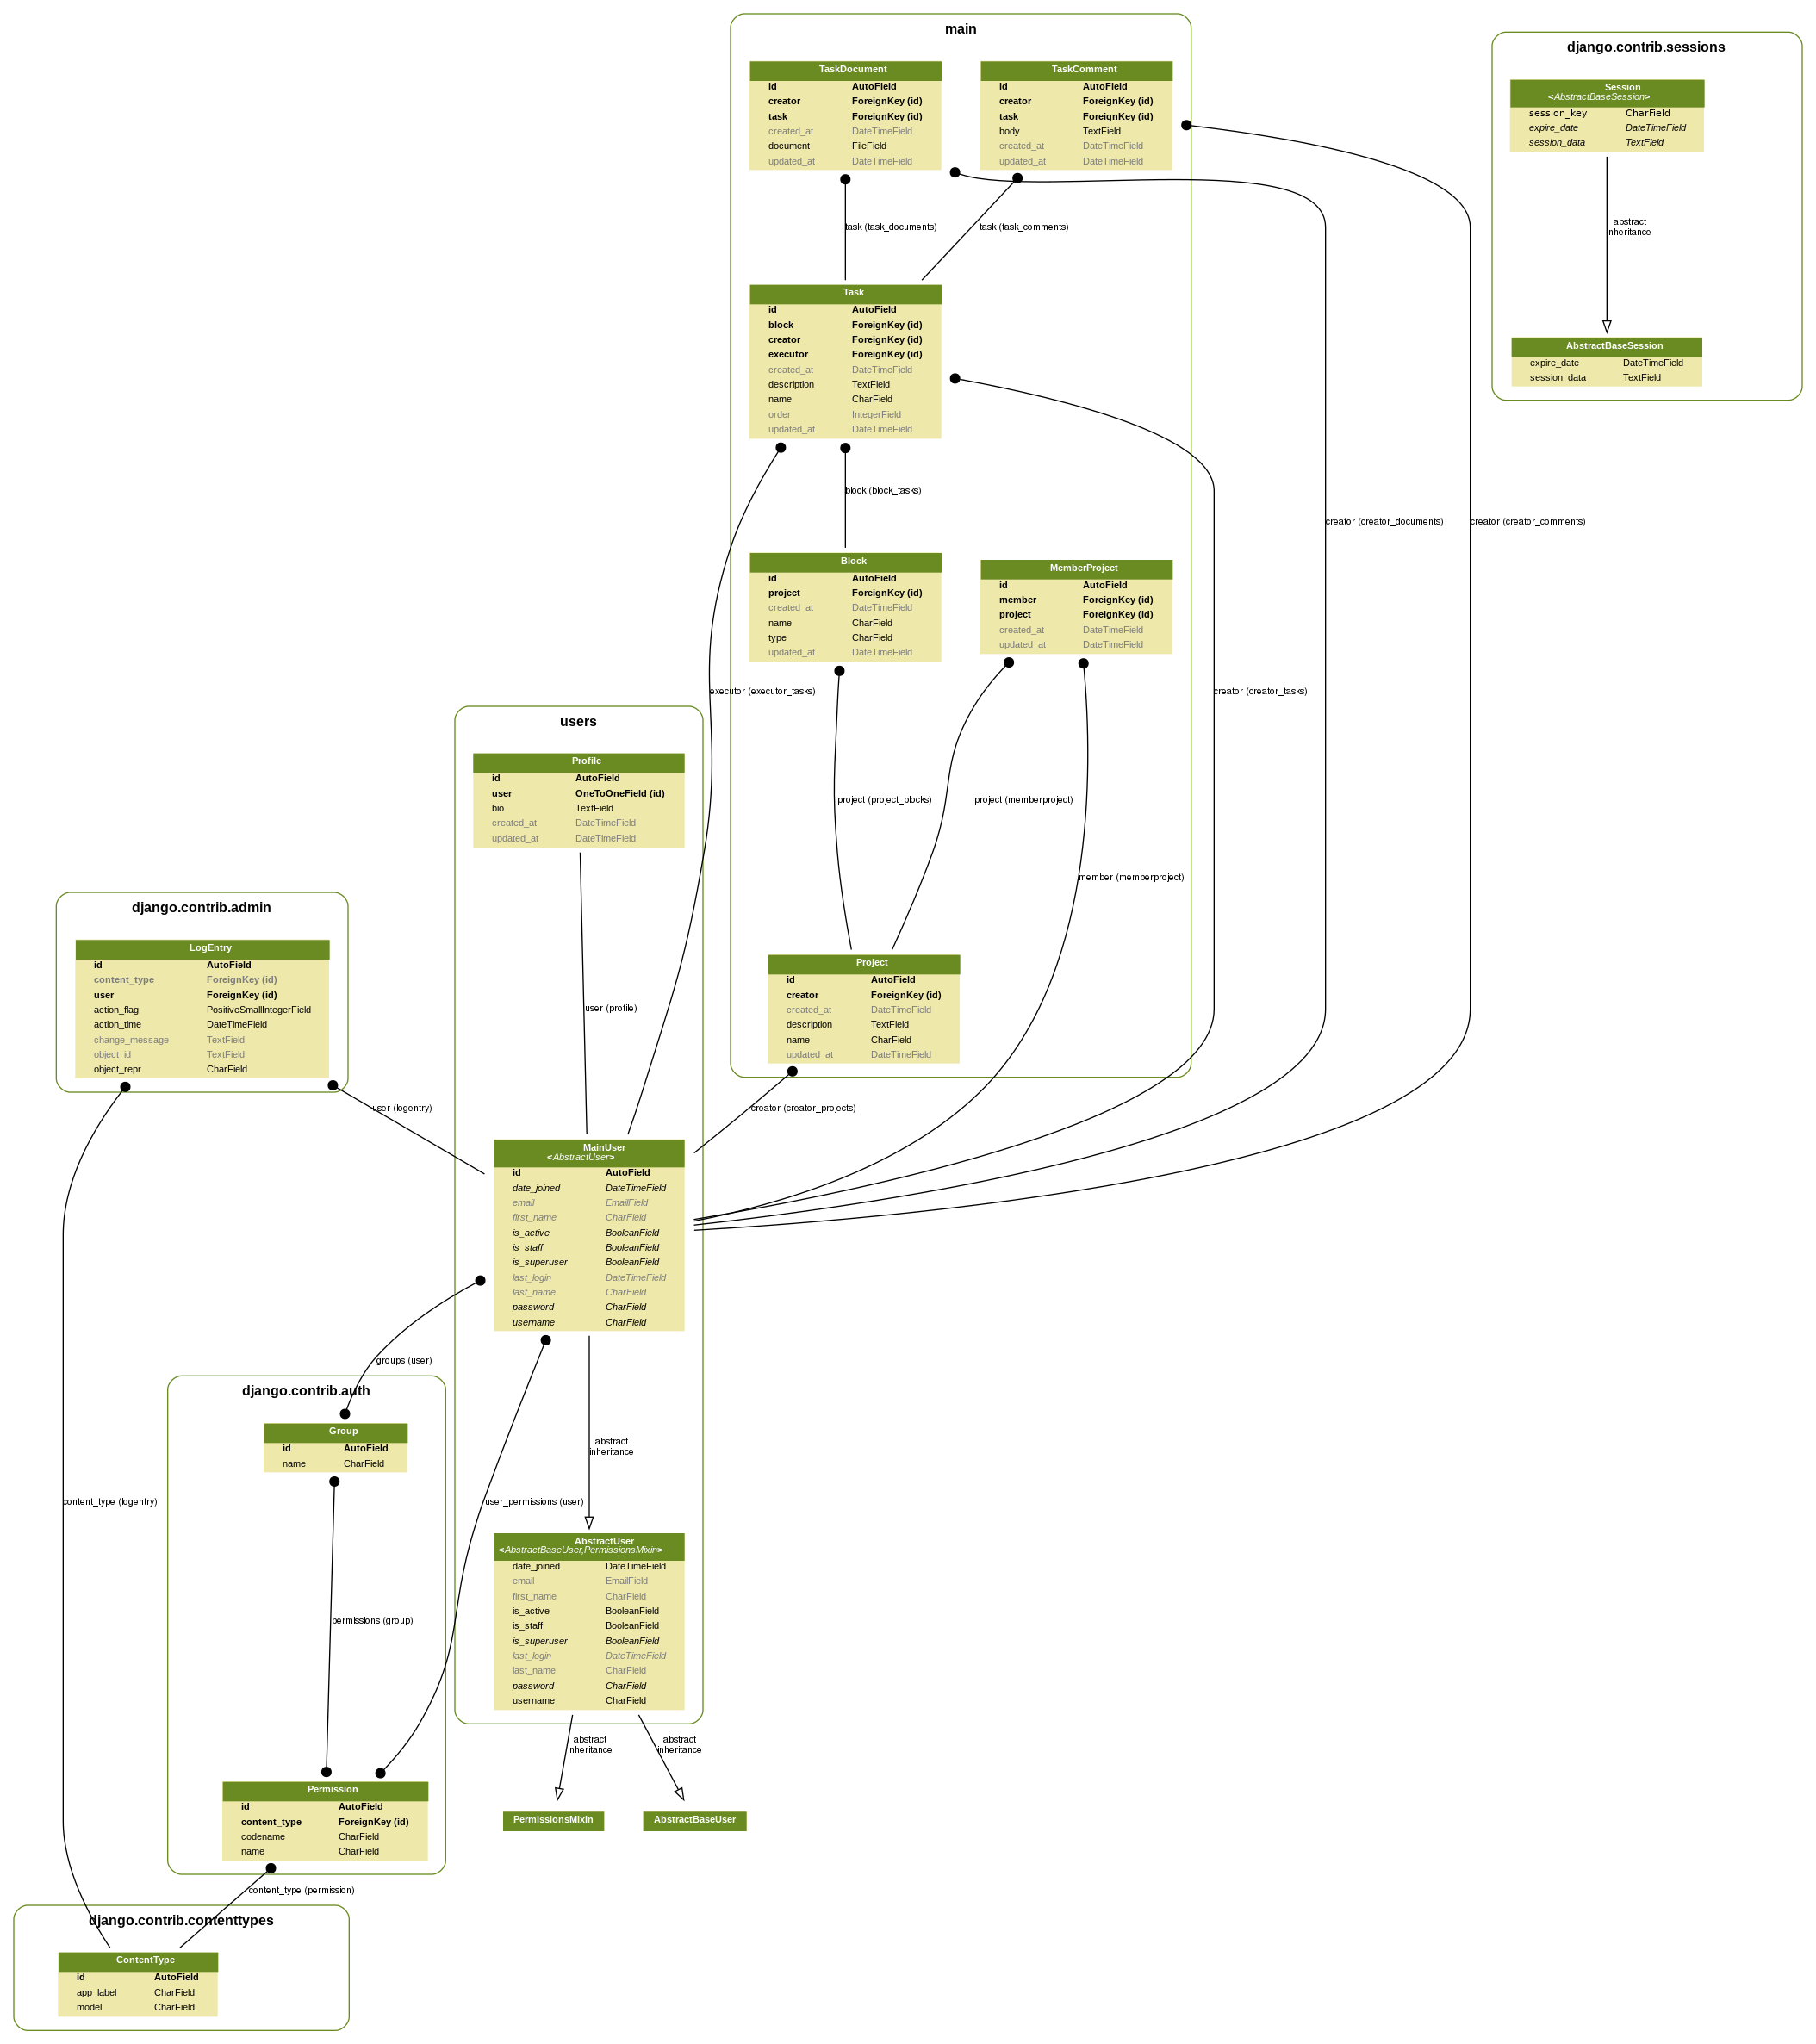 main
TaskDocument
id AutoField
creator ForeignKey (id)
task ForeignKey (id)
created_at DateTimeField
document FileField
updated_at DateTimeField
TaskComment
id AutoField
creator ForeignKey (id)
task ForeignKey (id)
body TextField
created_at DateTimeField
updated_at DateTimeField
django.contrib.sessions
Session
<AbstractBaseSession>
session_key CharField
expire_date DateTimeField
session_data TextField
abstract
inheritance
AbstractBaseSession
expire_date DateTimeField
session_data TextField
task (task_documents)
task (task_comments)
Task
id AutoField
block ForeignKey (id)
creator ForeignKey (id)
executor ForeignKey (id)
created_at DateTimeField
description TextField
name CharField
order IntegerField
updated_at DateTimeField
block (block_tasks)
creator (creator_documents)
creator (creator_comments)
Block
id AutoField
project ForeignKey (id)
created_at DateTimeField
name CharField
type CharField
updated_at DateTimeField
MemberProject
id AutoField
member ForeignKey (id)
project ForeignKey (id)
created_at DateTimeField
updated_at DateTimeField
executor (executor_tasks)
creator (creator_tasks)
users
Profile
id AutoField
user OneToOneField (id)
bio TextField
created_at DateTimeField
updated_at DateTimeField
project (project_blocks)
project (memberproject)
member (memberproject)
django.contrib.admin
LogEntry
id AutoField
content_type ForeignKey (id)
user ForeignKey (id)
action_flag PositiveSmallIntegerField
action_time DateTimeField
change_message TextField
object_id TextField
object_repr CharField
user (profile)
Project
id AutoField
creator ForeignKey (id)
created_at DateTimeField
description TextField
name CharField
updated_at DateTimeField
user (logentry)
creator (creator_projects)
MainUser
<AbstractUser>
id AutoField
date_joined DateTimeField
email EmailField
first_name CharField
is_active BooleanField
is_staff BooleanField
is_superuser BooleanField
last_login DateTimeField
last_name CharField
password CharField
username CharField
groups (user)
django.contrib.auth
Group
id AutoField
name CharField
abstract
inheritance
content_type (logentry)
user_permissions (user)
AbstractUser
<AbstractBaseUser,PermissionsMixin>
date_joined DateTimeField
email EmailField
first_name CharField
is_active BooleanField
is_staff BooleanField
is_superuser BooleanField
last_login DateTimeField
last_name CharField
password CharField
username CharField
permissions (group)
abstract
inheritance
abstract
inheritance
Permission
id AutoField
content_type ForeignKey (id)
codename CharField
name CharField
PermissionsMixin
AbstractBaseUser
content_type (permission)
django.contrib.contenttypes
ContentType
id AutoField
app_label CharField
model CharField